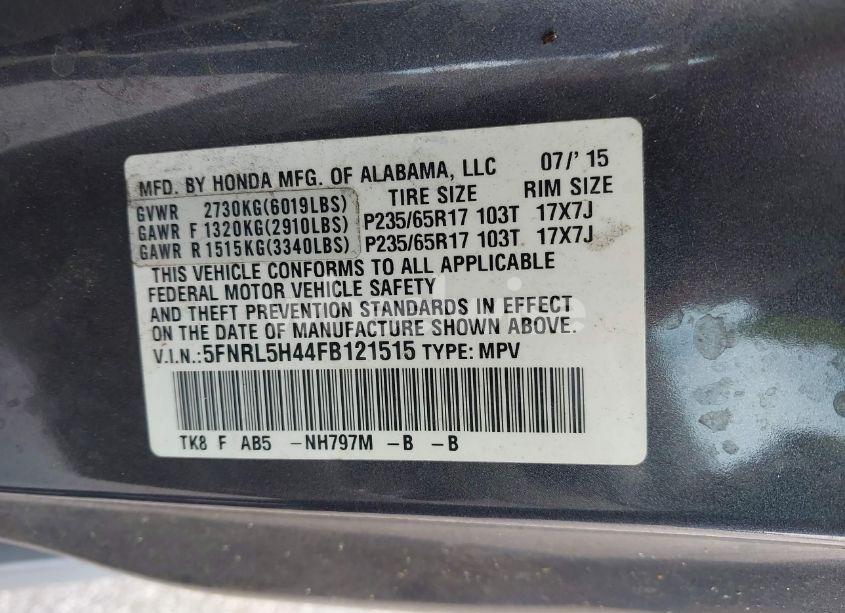 MFD. BY HONDA MFG. OF ALABAMA, LLC 07/' 15
GVWR 2730KG(6019LBS) TIRE SIZE RIM SIZE
GAWR F 1320KG(2910LBS) P235/65R17 103T 17X7J
GAWR R 1515KG(3340LBS) P235/65R17 103T 17X7J
THIS VEHICLE CONFORMS TO ALL APPLICABLE
FEDERAL MOTOR VEHICLE SAFETY
AND THEFT PREVENTION STANDARDS IN EFFECT
ON THE DATE OF MANUFACTURE SHOWN ABOVE.
V.I.N.:5FNRL5H44FB121515 TYPE: MPV
TK8 F AB5 -NH797M -B -B